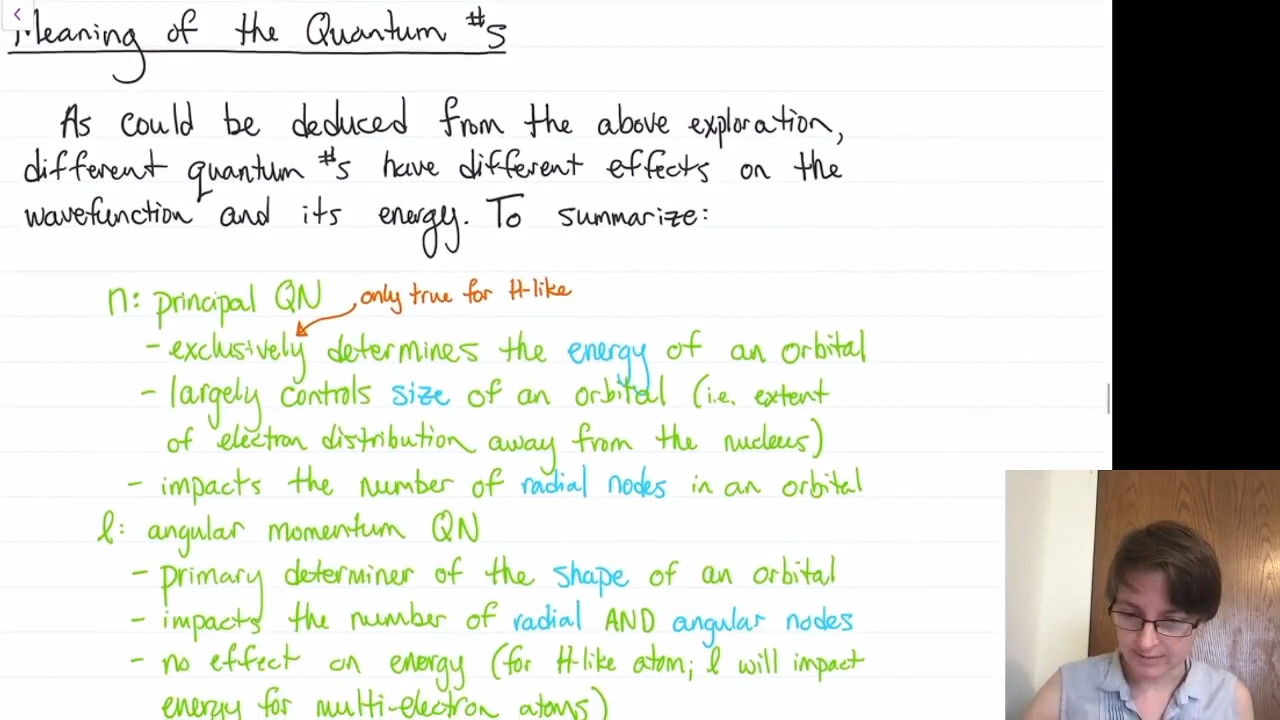 Meaning of the Quantum #s
As could be deduced from the above exploration,
different quantum #s have different effects on the
wavefunction and its energy. To summarize:
n: principal QN
only true for H-like
- exclusively determines the energy of an orbital
- largely controls size of an orbital (i.e. extent
of electron distribution away from the nucleus)
- impacts the number of radial nodes in an orbital
l: angular momentum QN
- primary determiner of the shape of an orbital
- impacts the number of radial AND angular nodes
- no effect on energy (for H-like atom; l will impact
energy for multi-electron atoms)